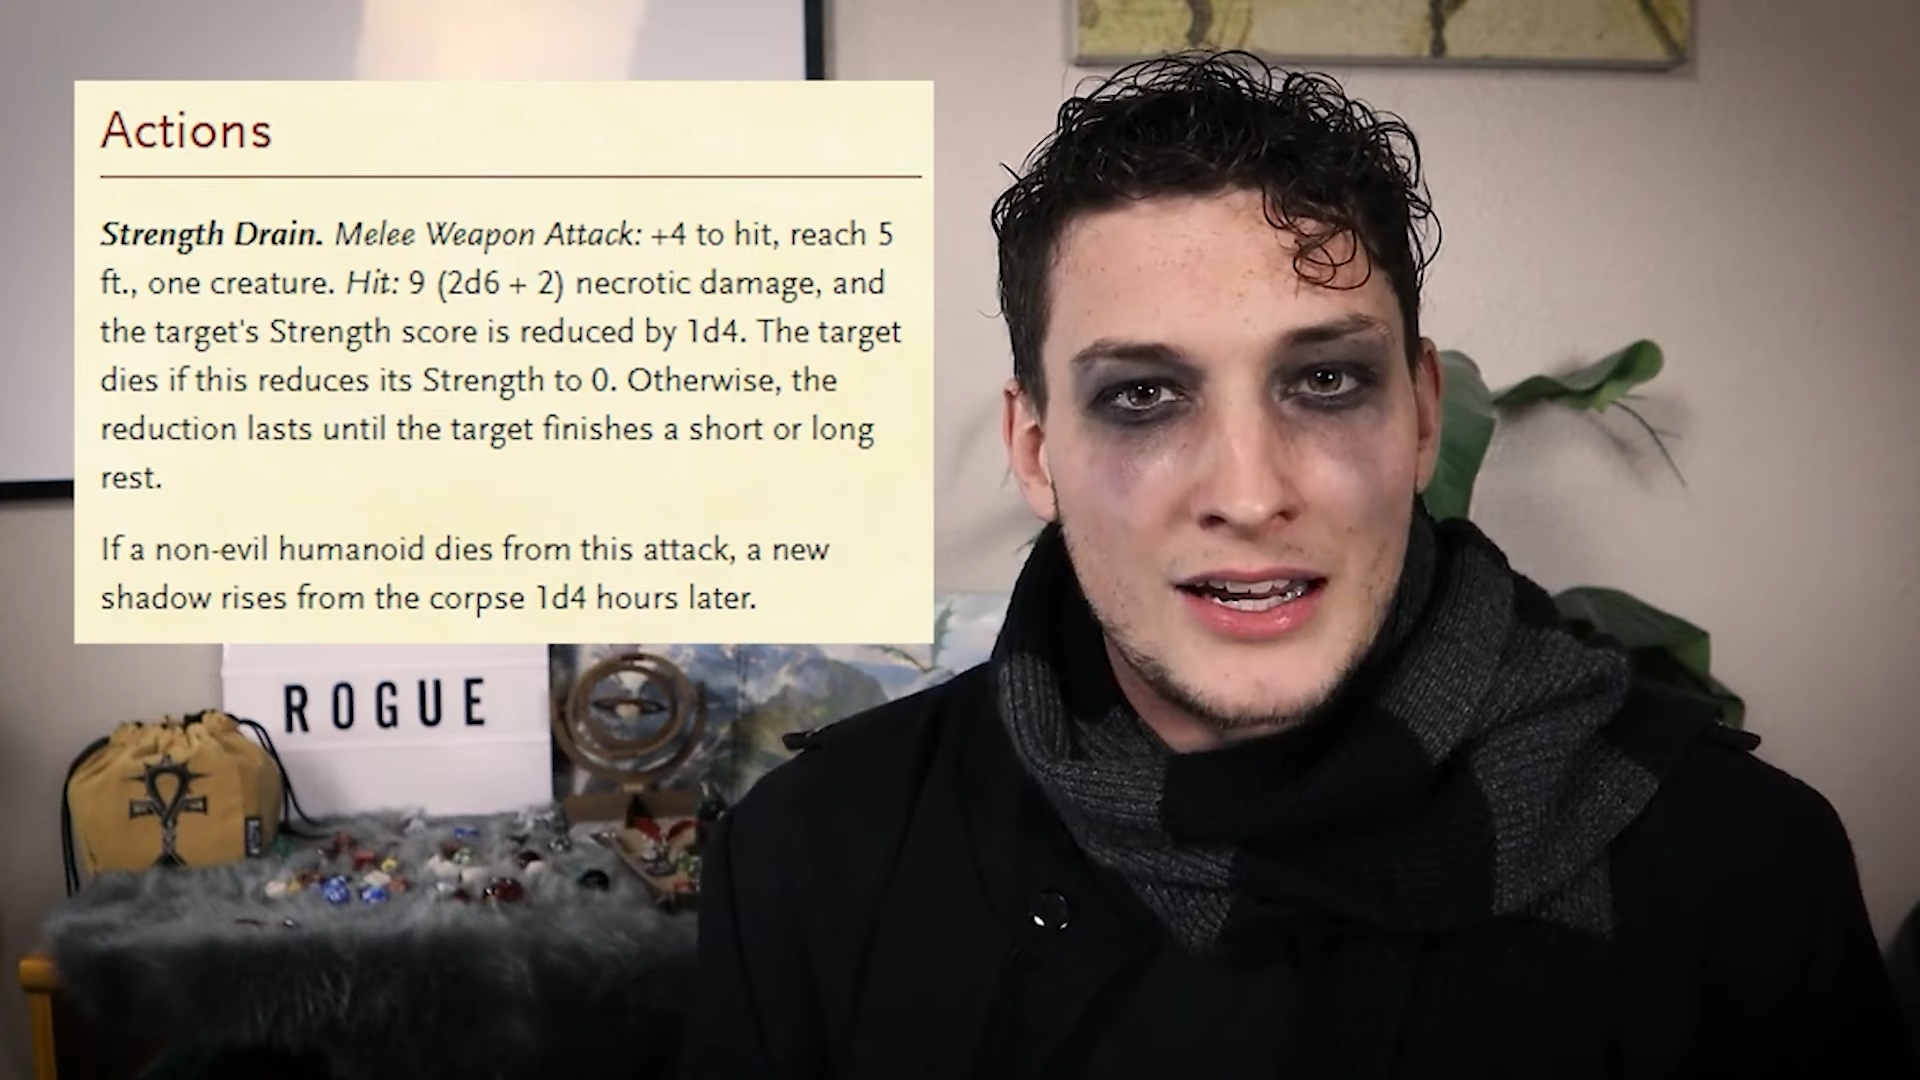 Actions
Strength Drain. Melee Weapon Attack: +4 to hit, reach 5
ft., one creature. Hit: 9 (2d6 + 2) necrotic damage, and
the target's Strength score is reduced by 1d4. The target
dies if this reduces its Strength to 0. Otherwise, the
reduction lasts until the target finishes a short or long
rest.
If a non-evil humanoid dies from this attack, a new
shadow rises from the corpse 1d4 hours later.
ROGUE